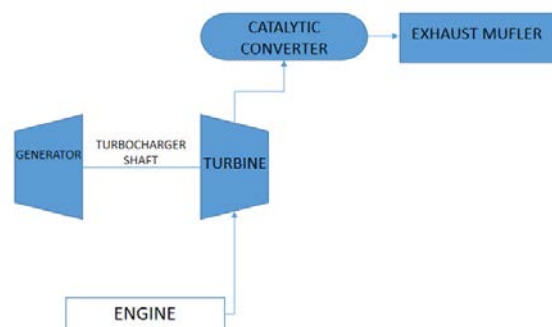 CATALYTIC
CONVERTER
EXHAUST MUFLER
GENERATOR
TURBOCHARGER
SHAFT
TURBINE
ENGINE